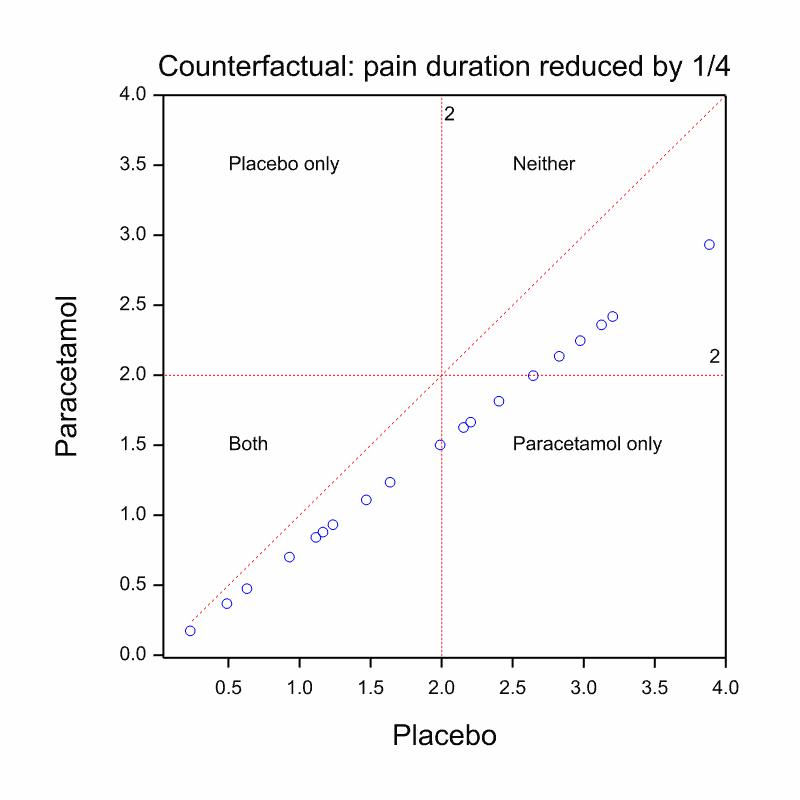 Counterfactual: pain duration reduced by 1/4
4.0
2
Placebo only
Neither
3.5
3.0
2.5
2
2.0
Both
Paracetamol only
1.5
1.0
0.5
0.0
Paracetamol
0.5 1.0 1.5 2.0 2.5 3.0 3.5 4.0
Placebo